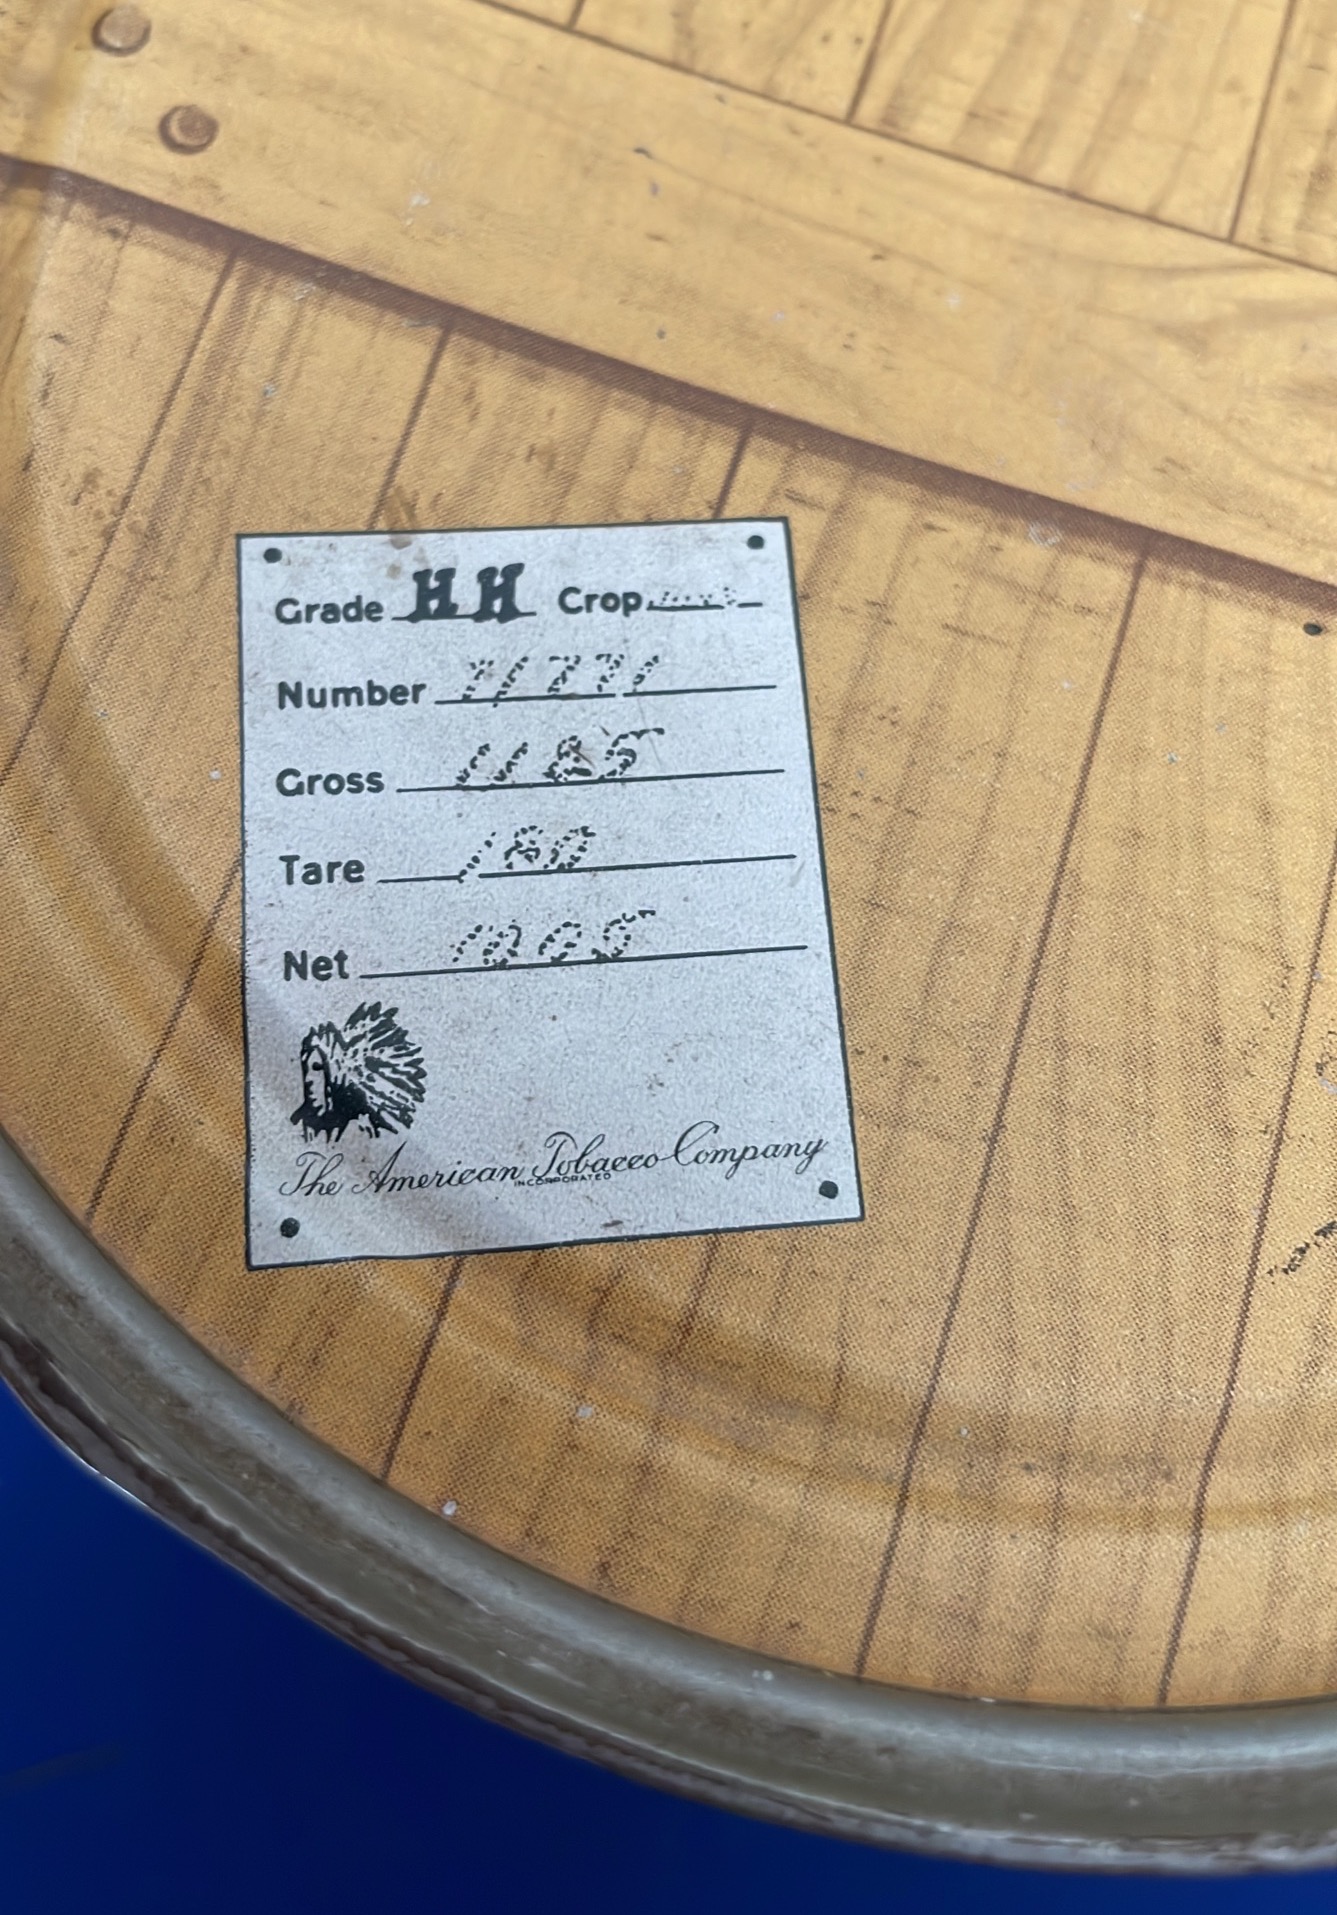 Grade HH Crop
Number
Gross 1185
Tare 180
Net 1005
The American Tobacco Company
INCORPORATED